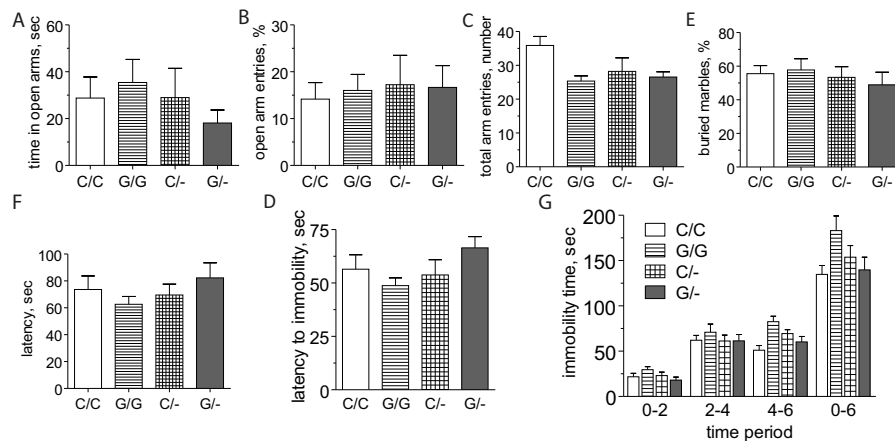 A
B
C
E
time in open arms, sec
60
40
20
0
C/C G/G C/- G/-
open arm entries, %
30
20
10
0
C/C G/G C/- G/-
total arm entries, number
40
30
20
10
0
C/C G/G C/- G/-
buried marbles, %
100
80
60
40
20
0
C/C G/G C/- G/-
F
D
G
latency, sec
100
80
60
40
20
0
C/C G/G C/- G/-
latency to immobility, sec
75
50
25
0
C/C G/G C/- G/-
immobility time, sec
200
150
100
50
0
C/C
G/G
C/-
G/-
0-2 2-4 4-6 0-6
time period